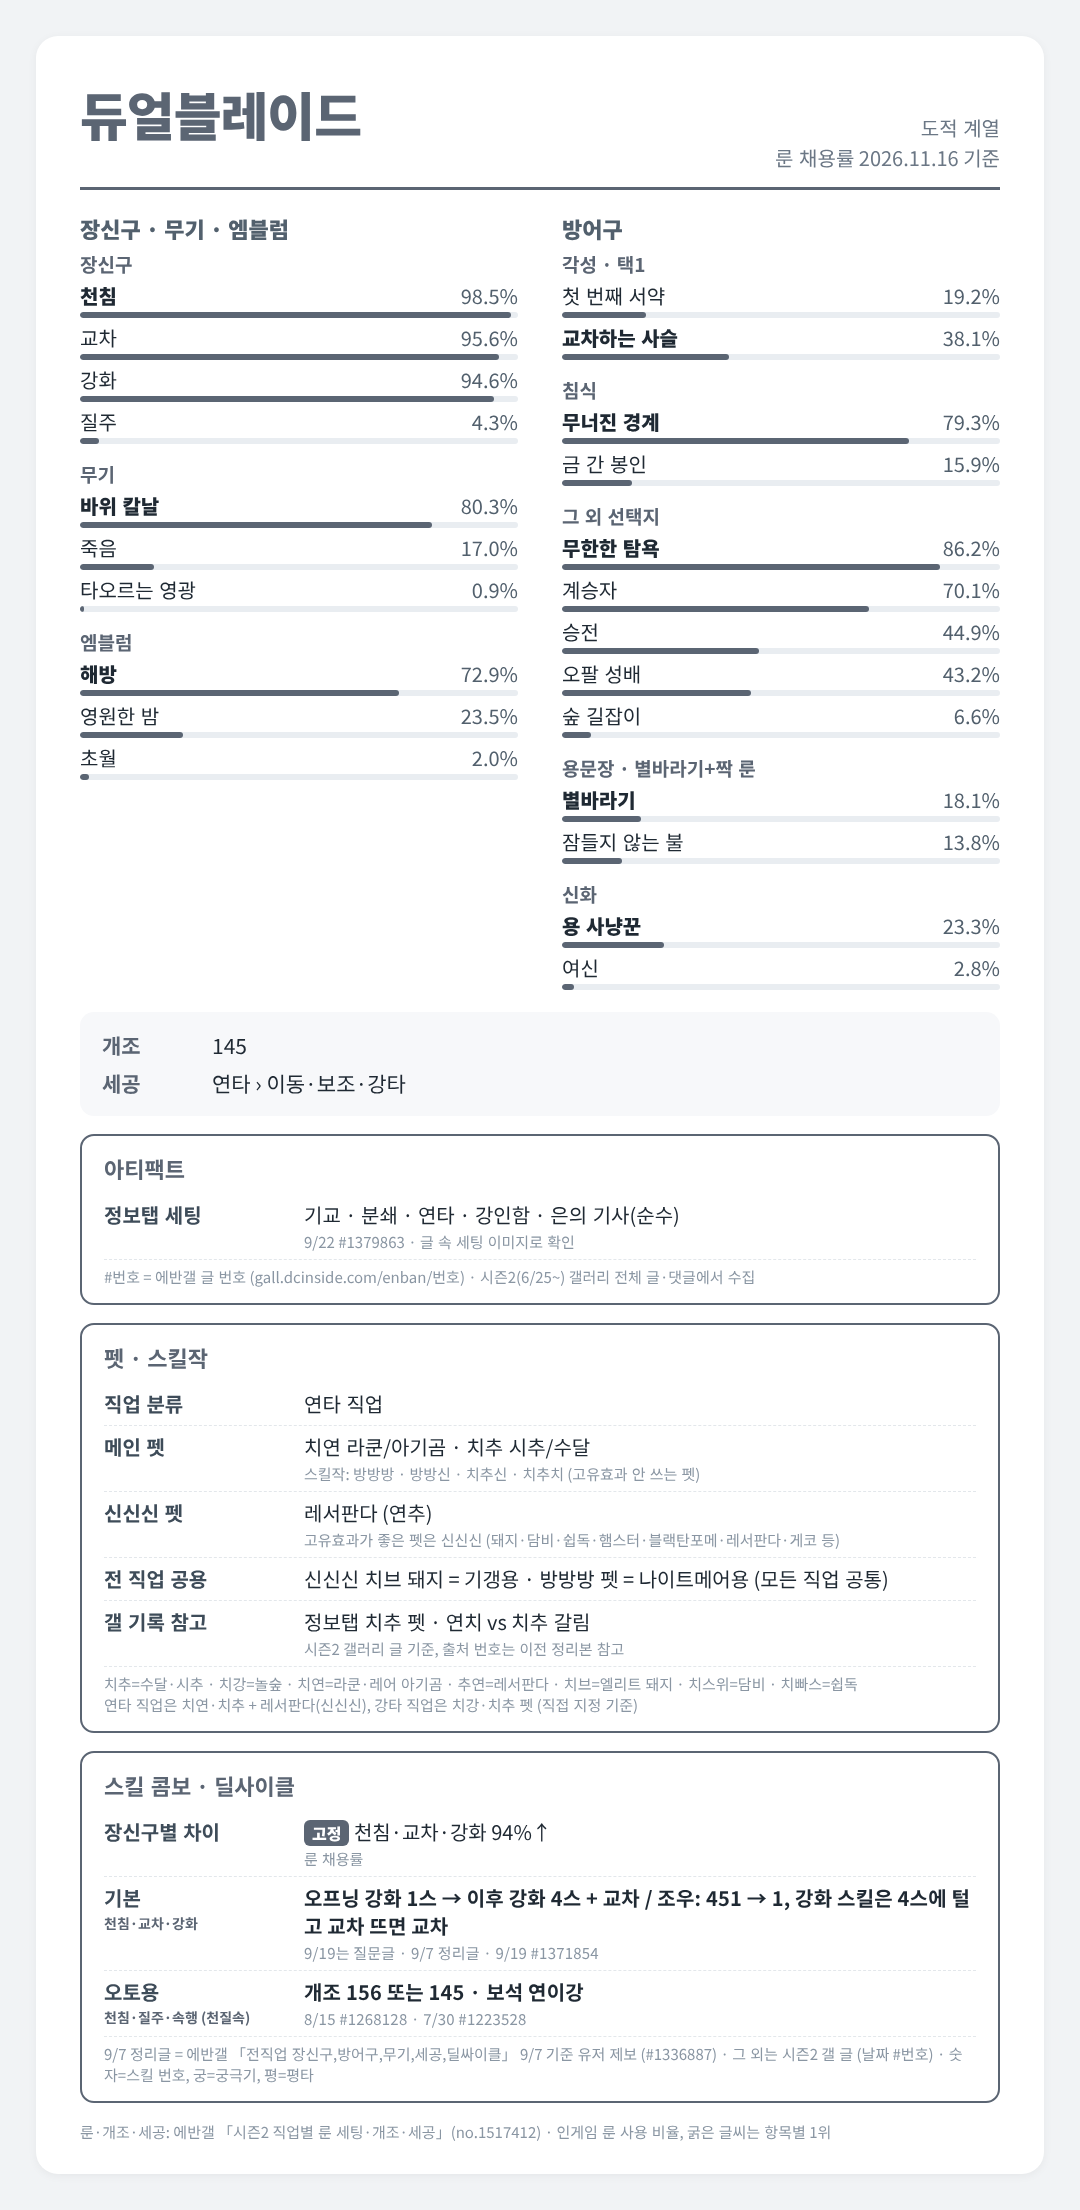 듀얼블레이드
도적 계열
룬 채용률 2026.11.16 기준
장신구 · 무기 · 엠블럼
장신구
천침 98.5%
교차 95.6%
강화 94.6%
질주 4.3%
무기
바위 칼날 80.3%
죽음 17.0%
타오르는 영광 0.9%
엠블럼
해방 72.9%
영원한 밤 23.5%
초월 2.0%
방어구
각성 · 택1
첫 번째 서약 19.2%
교차하는 사슬 38.1%
침식
무너진 경계 79.3%
금 간 봉인 15.9%
그 외 선택지
무한한 탐욕 86.2%
계승자 70.1%
승전 44.9%
오팔 성배 43.2%
숲 길잡이 6.6%
용문장 · 별바라기+짝 룬
별바라기 18.1%
잠들지 않는 불 13.8%
신화
용 사냥꾼 23.3%
여신 2.8%
개조 145
세공 연타 › 이동·보조·강타
아티팩트
정보탭 세팅 기교 · 분쇄 · 연타 · 강인함 · 은의 기사(순수)
9/22 #1379863 · 글 속 세팅 이미지로 확인
#번호 = 에반갤 글 번호 (gall.dcinside.com/enban/번호) · 시즌2(6/25~) 갤러리 전체 글·댓글에서 수집
펫 · 스킬작
직업 분류 연타 직업
메인 펫 치연 라쿤/아기곰 · 치추 시추/수달
스킬작: 방방방 · 방방신 · 치추신 · 치추치 (고유효과 안 쓰는 펫)
신신신 펫 레서판다 (연추)
고유효과가 좋은 펫은 신신신 (돼지·담비·쉽독·햄스터·블랙탄포메·레서판다·게코 등)
전 직업 공용 신신신 치브 돼지 = 기갱용 · 방방방 펫 = 나이트메어용 (모든 직업 공통)
갤 기록 참고 정보탭 치추 펫 · 연치 vs 치추 갈림
시즌2 갤러리 글 기준, 출처 번호는 이전 정리본 참고
치추=수달·시추 · 치강=놀숲 · 치연=라쿤·레어 아기곰 · 추연=레서판다 · 치브=엘리트 돼지 · 치스위=담비 · 치빠스=쉽독
연타 직업은 치연·치추 + 레서판다(신신신), 강타 직업은 치강·치추 펫 (직접 지정 기준)
스킬 콤보 · 딜사이클
장신구별 차이 고정 천침·교차·강화 94%↑
룬 채용률
기본 오프닝 강화 1스 → 이후 강화 4스 + 교차 / 조우: 451 → 1, 강화 스킬은 4스에 털
천침·교차·강화 고 교차 뜨면 교차
9/19는 질문글 · 9/7 정리글 · 9/19 #1371854
오토용 개조 156 또는 145 · 보석 연이강
천침·질주·속행 (천질속) 8/15 #1268128 · 7/30 #1223528
9/7 정리글 = 에반갤 「전직업 장신구,방어구,무기,세공,딜싸이클」 9/7 기준 유저 제보 (#1336887) · 그 외는 시즌2 갤 글 (날짜 #번호) · 숫
자=스킬 번호, 궁=궁극기, 평=평타
룬·개조·세공: 에반갤 「시즌2 직업별 룬 세팅·개조·세공」(no.1517412) · 인게임 룬 사용 비율, 굵은 글씨는 항목별 1위